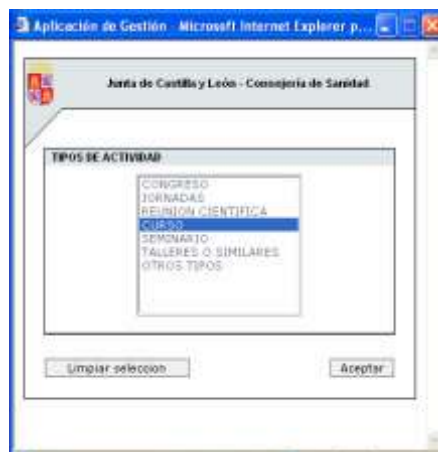 Aplicación de Gestión - Microsoft Internet Explorer p...
Junta de Castilla y León - Consejería de Sanidad
TIPOS DE ACTIVIDAD
CONGRESO
JORNADAS
REUNION CIENTIFICA
CURSO
SEMINARIO
TALLERES O SIMILARES
OTROS TIPOS
Limpiar seleccion
Aceptar